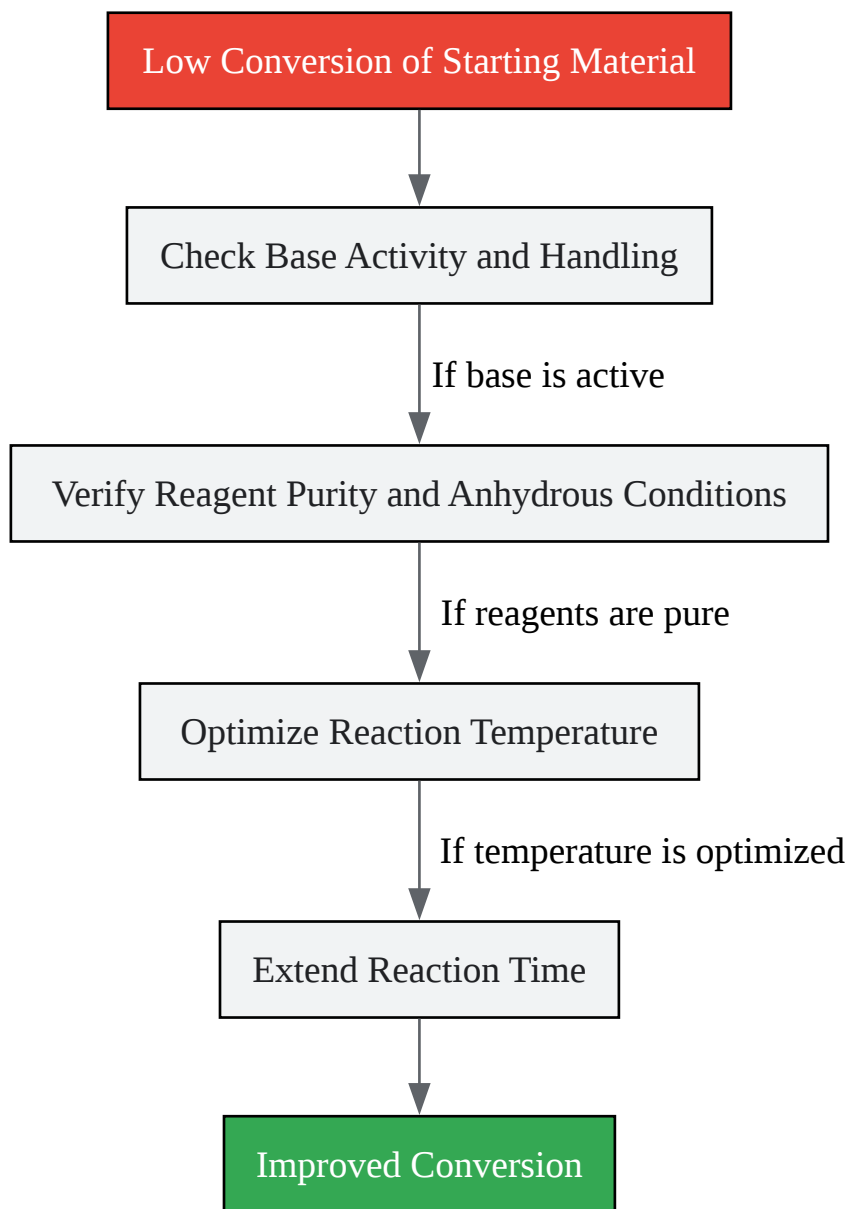 Low Conversion of Starting Material
Check Base Activity and Handling
If base is active
Verify Reagent Purity and Anhydrous Conditions
If reagents are pure
Optimize Reaction Temperature
If temperature is optimized
Extend Reaction Time
Improved Conversion